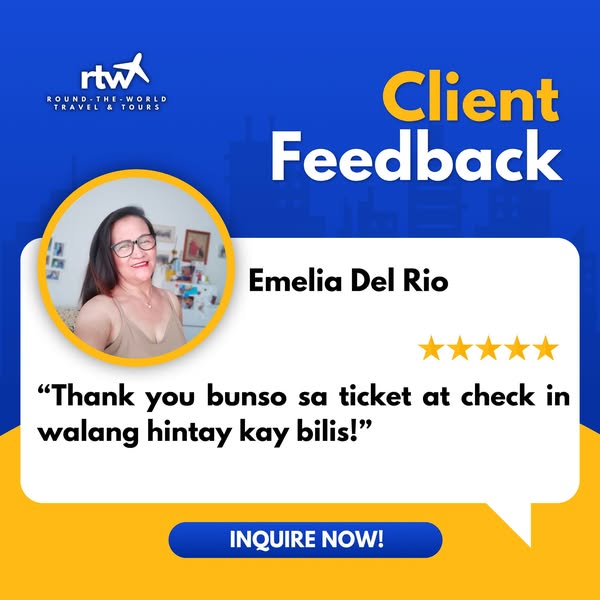 rtw
ROUND-THE-WORLD
TRAVEL & TOURS
Client
Feedback
Emelia Del Rio
“Thank you bunso sa ticket at check in
walang hintay kay bilis!”
INQUIRE NOW!